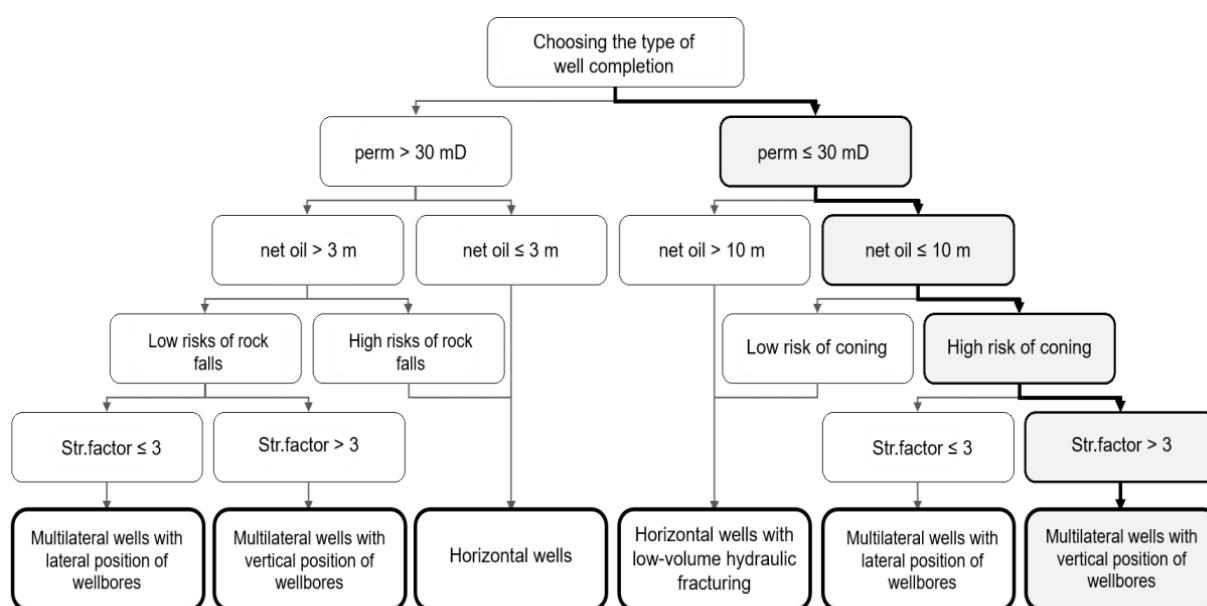 Choosing the type of
well completion
perm > 30 mD
perm ≤ 30 mD
net oil > 3 m
net oil ≤ 3 m
net oil > 10 m
net oil ≤ 10 m
Low risks of rock
falls
High risks of rock
falls
Low risk of coning
High risk of coning
Str.factor ≤ 3
Str.factor > 3
Str.factor ≤ 3
Str.factor > 3
Multilateral wells with
lateral position of
wellbores
Multilateral wells with
vertical position of
wellbores
Horizontal wells
Horizontal wells with
low-volume hydraulic
fracturing
Multilateral wells with
lateral position of
wellbores
Multilateral wells with
vertical position of
wellbores